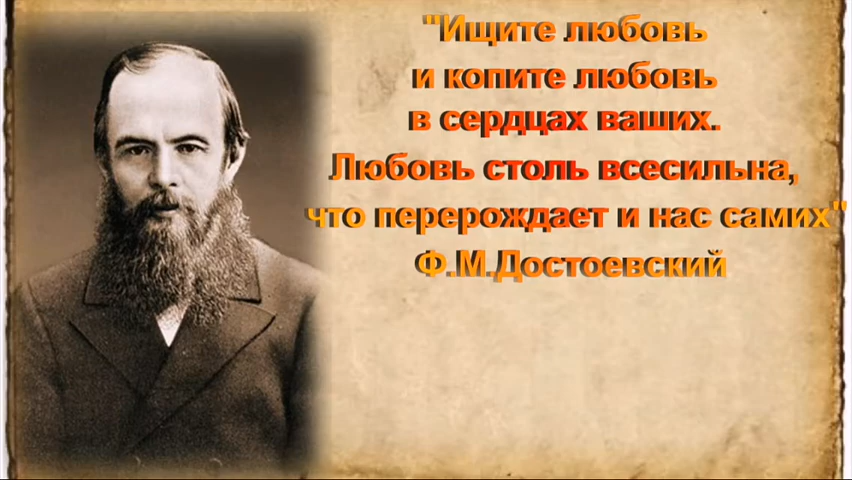 "Ищите любовь
и копите любовь
в сердцах ваших.
Любовь столь всесильна,
что перерождает и нас самих"
Ф.М.Достоевский